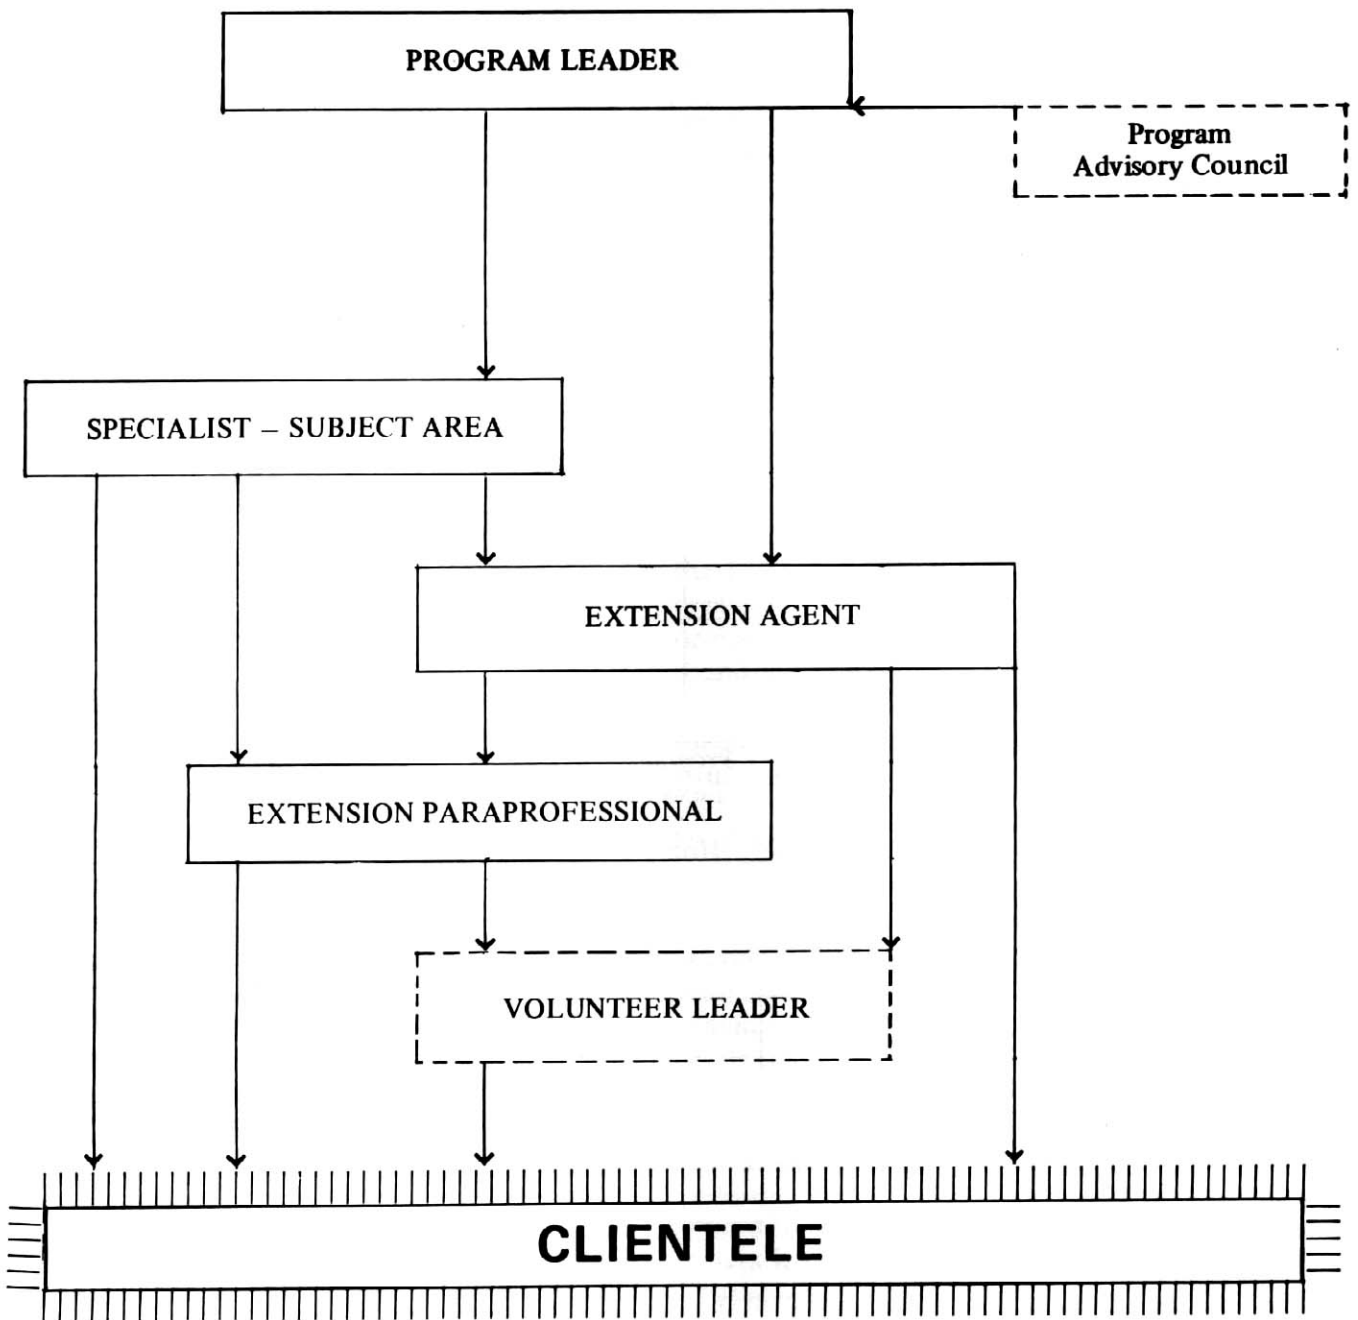 PROGRAM LEADER
Program
Advisory Council
SPECIALIST – SUBJECT AREA
EXTENSION AGENT
EXTENSION PARAPROFESSIONAL
VOLUNTEER LEADER
CLIENTELE